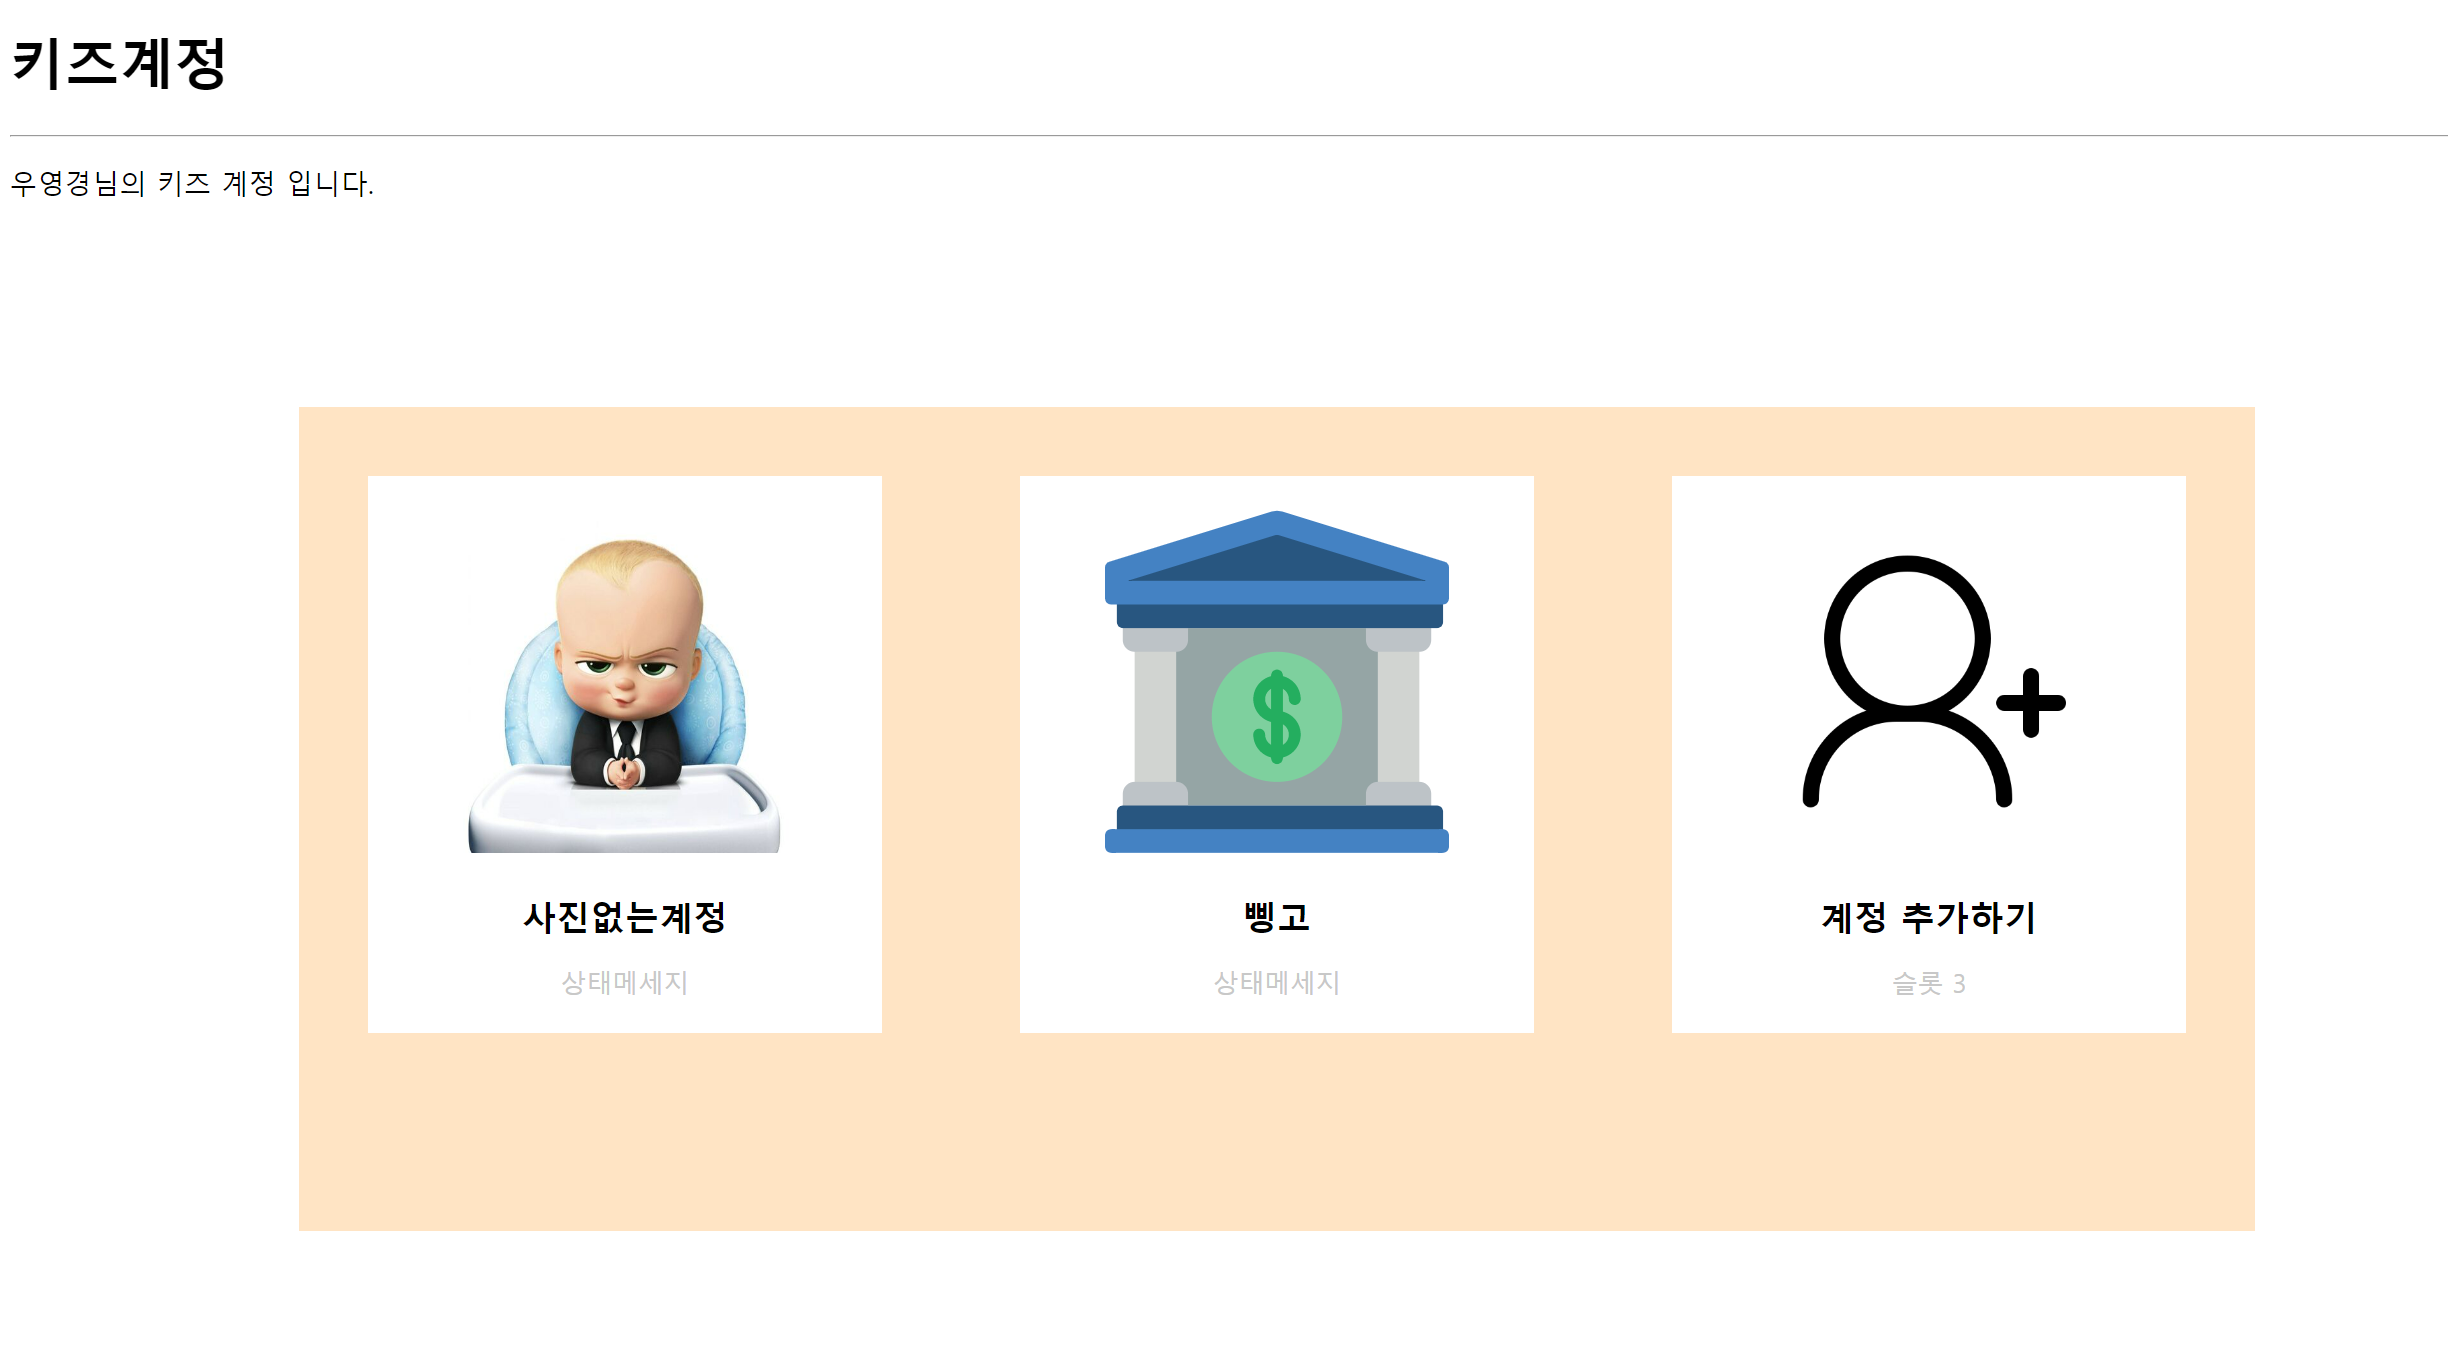 키즈계정
우영경님의 키즈 계정 입니다.
사진없는계정
상태메세지
삥고
상태메세지
계정 추가하기
슬롯 3